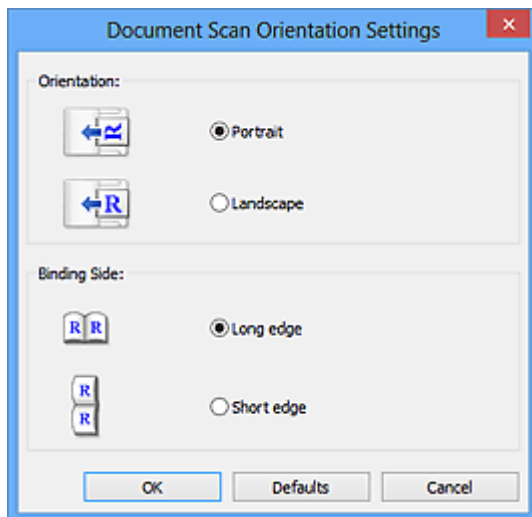 Document Scan Orientation Settings
x
Orientation:
R
Portrait
R
Landscape
Binding Side:
R R
Long edge
R
R
Short edge
OK Defaults Cancel